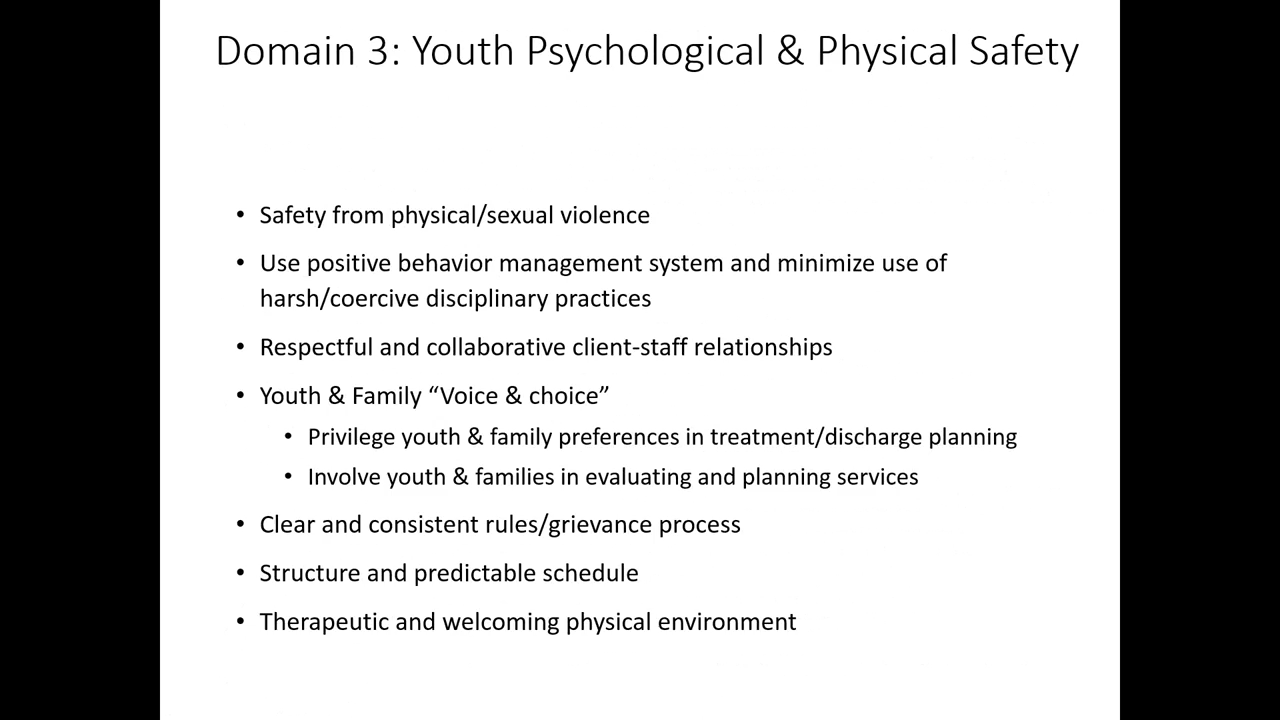 Domain 3: Youth Psychological & Physical Safety
• Safety from physical/sexual violence
• Use positive behavior management system and minimize use of
harsh/coercive disciplinary practices
• Respectful and collaborative client-staff relationships
• Youth & Family “Voice & choice”
• Privilege youth & family preferences in treatment/discharge planning
• Involve youth & families in evaluating and planning services
• Clear and consistent rules/grievance process
• Structure and predictable schedule
• Therapeutic and welcoming physical environment